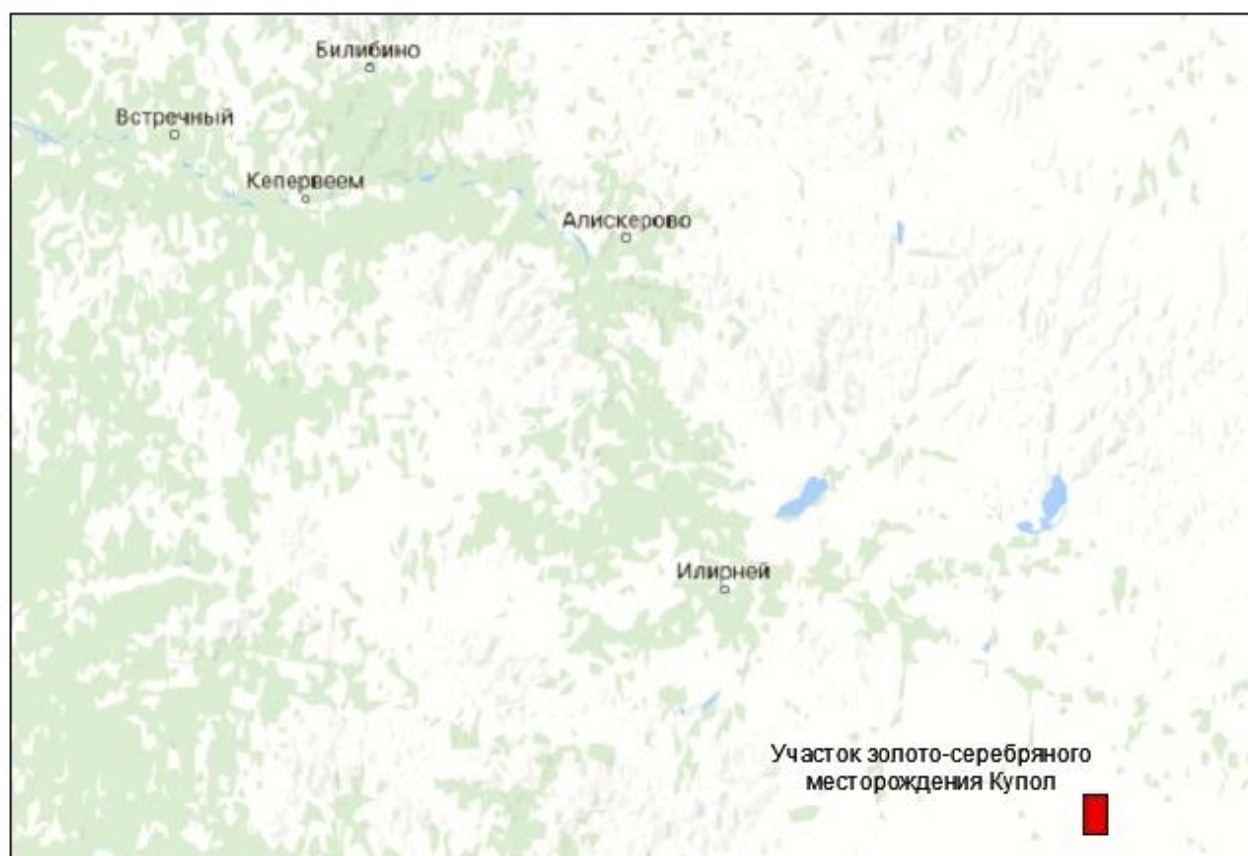 Билибино
Встречный
Кепервеем
Алискерово
Илирней
Участок золото-серебряного
месторождения Купол